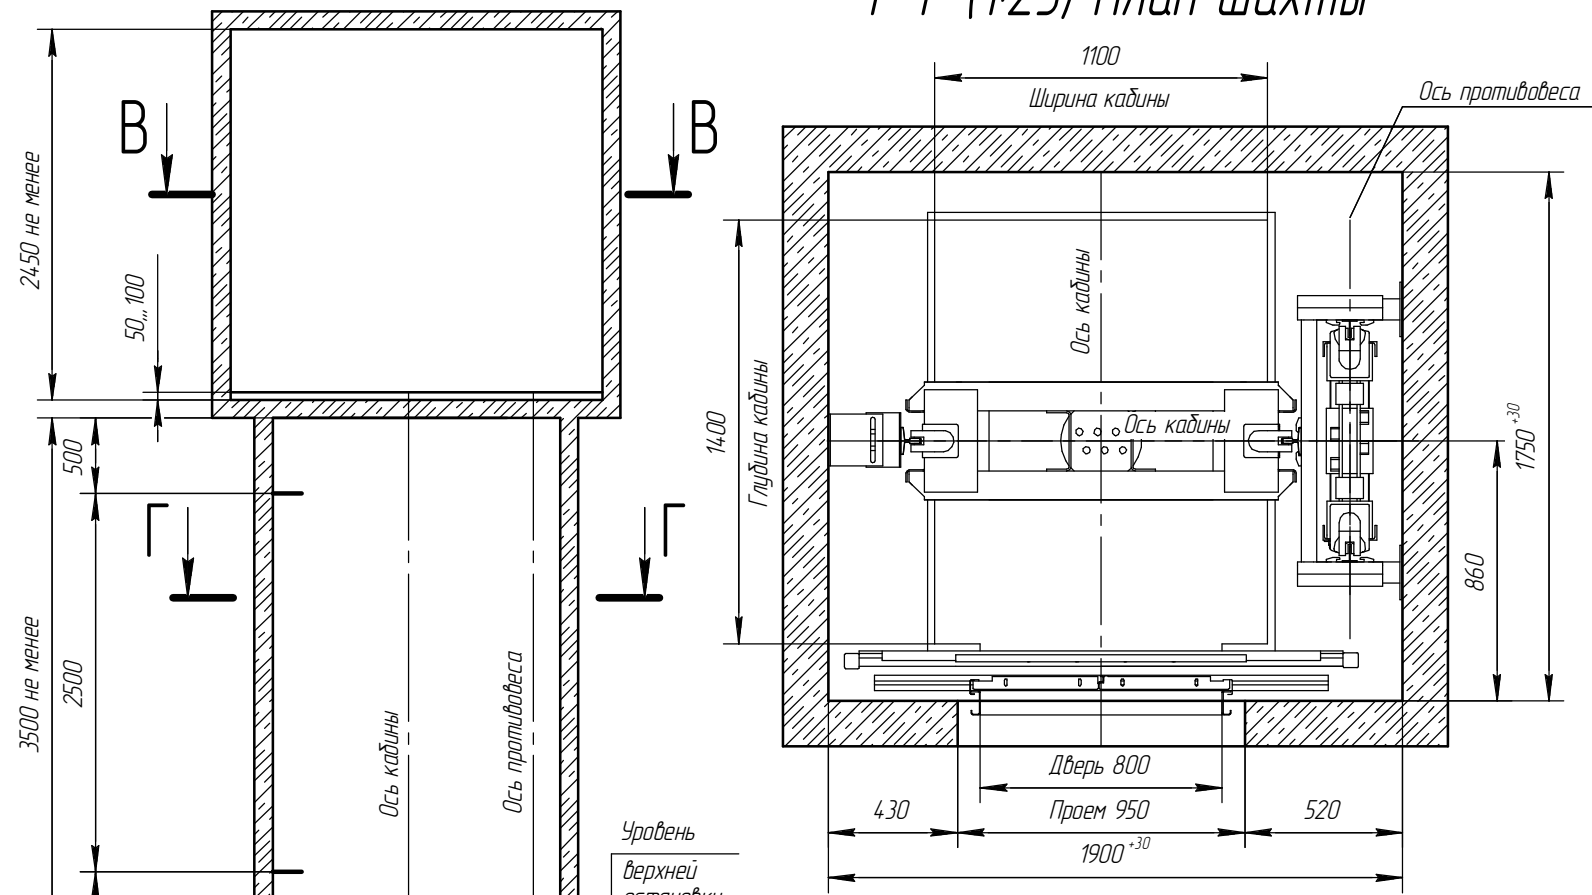 Г-Г (1:25) План шахты
1100
Ширина кабины
Ось противовеса
В
В
2450 не менее
50,,,100
Ось кабины
Ось кабины
1400
Глубина кабины
1750 +30
500
Г
Г
860
3500 не менее
2500
Ось кабины
Ось противовеса
Дверь 800
430
Проем 950
520
1900 +30
Уровень
верхней
остановки